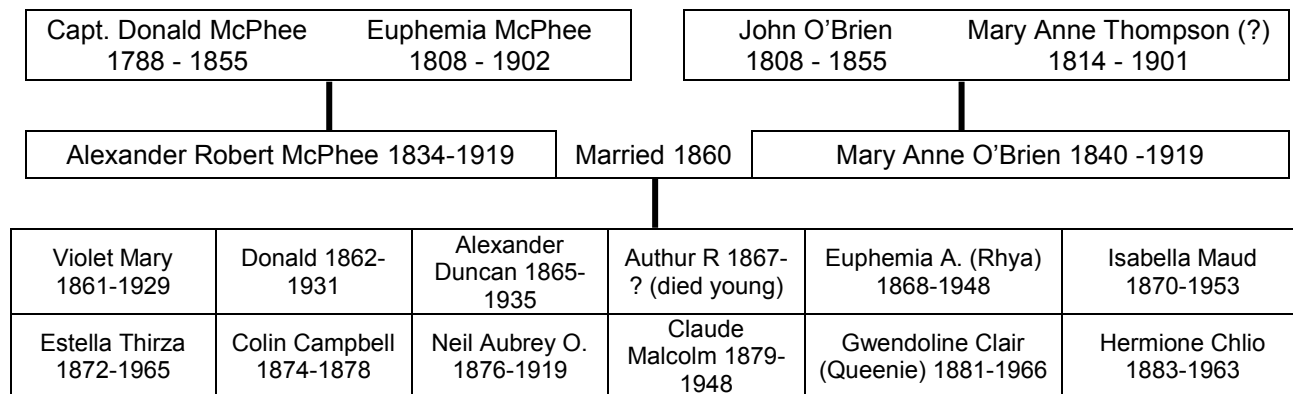 Capt. Donald McPhee Euphemia McPhee
1788 - 1855 1808 - 1902
John O’Brien Mary Anne Thompson (?)
1808 - 1855 1814 - 1901
Alexander Robert McPhee 1834-1919
Married 1860
Mary Anne O’Brien 1840 -1919
Violet Mary
1861-1929
Donald 1862-
1931
Alexander
Duncan 1865-
1935
Authur R 1867-
? (died young)
Euphemia A. (Rhya)
1868-1948
Isabella Maud
1870-1953
Estella Thirza
1872-1965
Colin Campbell
1874-1878
Neil Aubrey O.
1876-1919
Claude
Malcolm 1879-
1948
Gwendoline Clair
(Queenie) 1881-1966
Hermione Chlio
1883-1963